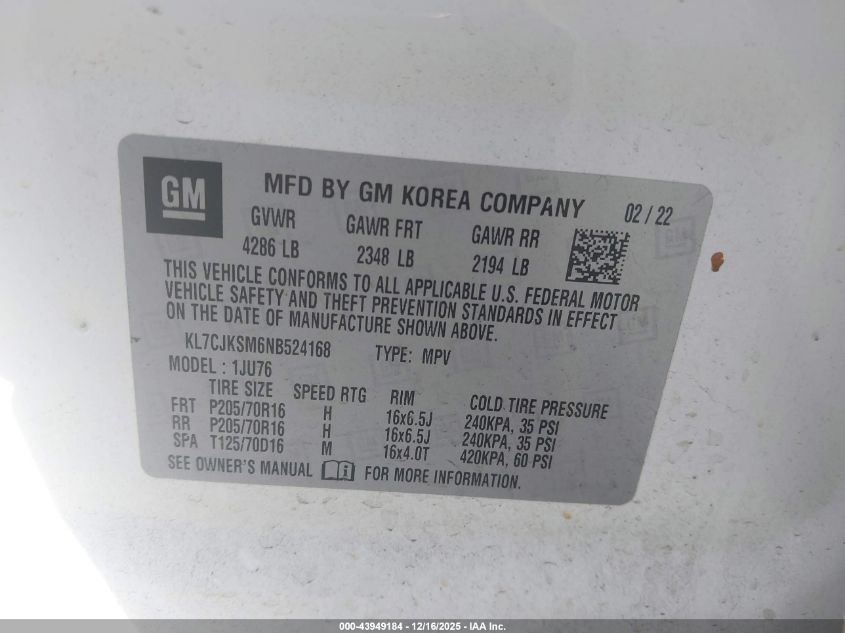 GM
MFD BY GM KOREA COMPANY 02 / 22
GVWR GAWR FRT GAWR RR
4286 LB 2348 LB 2194 LB
THIS VEHICLE CONFORMS TO ALL APPLICABLE U.S. FEDERAL MOTOR
VEHICLE SAFETY AND THEFT PREVENTION STANDARDS IN EFFECT
ON THE DATE OF MANUFACTURE SHOWN ABOVE.
KL7CJKSM6NB524168 TYPE: MPV
MODEL : 1JU76
TIRE SIZE SPEED RTG RIM COLD TIRE PRESSURE
FRT P205/70R16 H 16x6.5J 240KPA, 35 PSI
RR P205/70R16 H 16x6.5J 240KPA, 35 PSI
SPA T125/70D16 M 16x4.0T 420KPA, 60 PSI
SEE OWNER'S MANUAL FOR MORE INFORMATION.
000-43949184 - 12/16/2025 - IAA Inc.